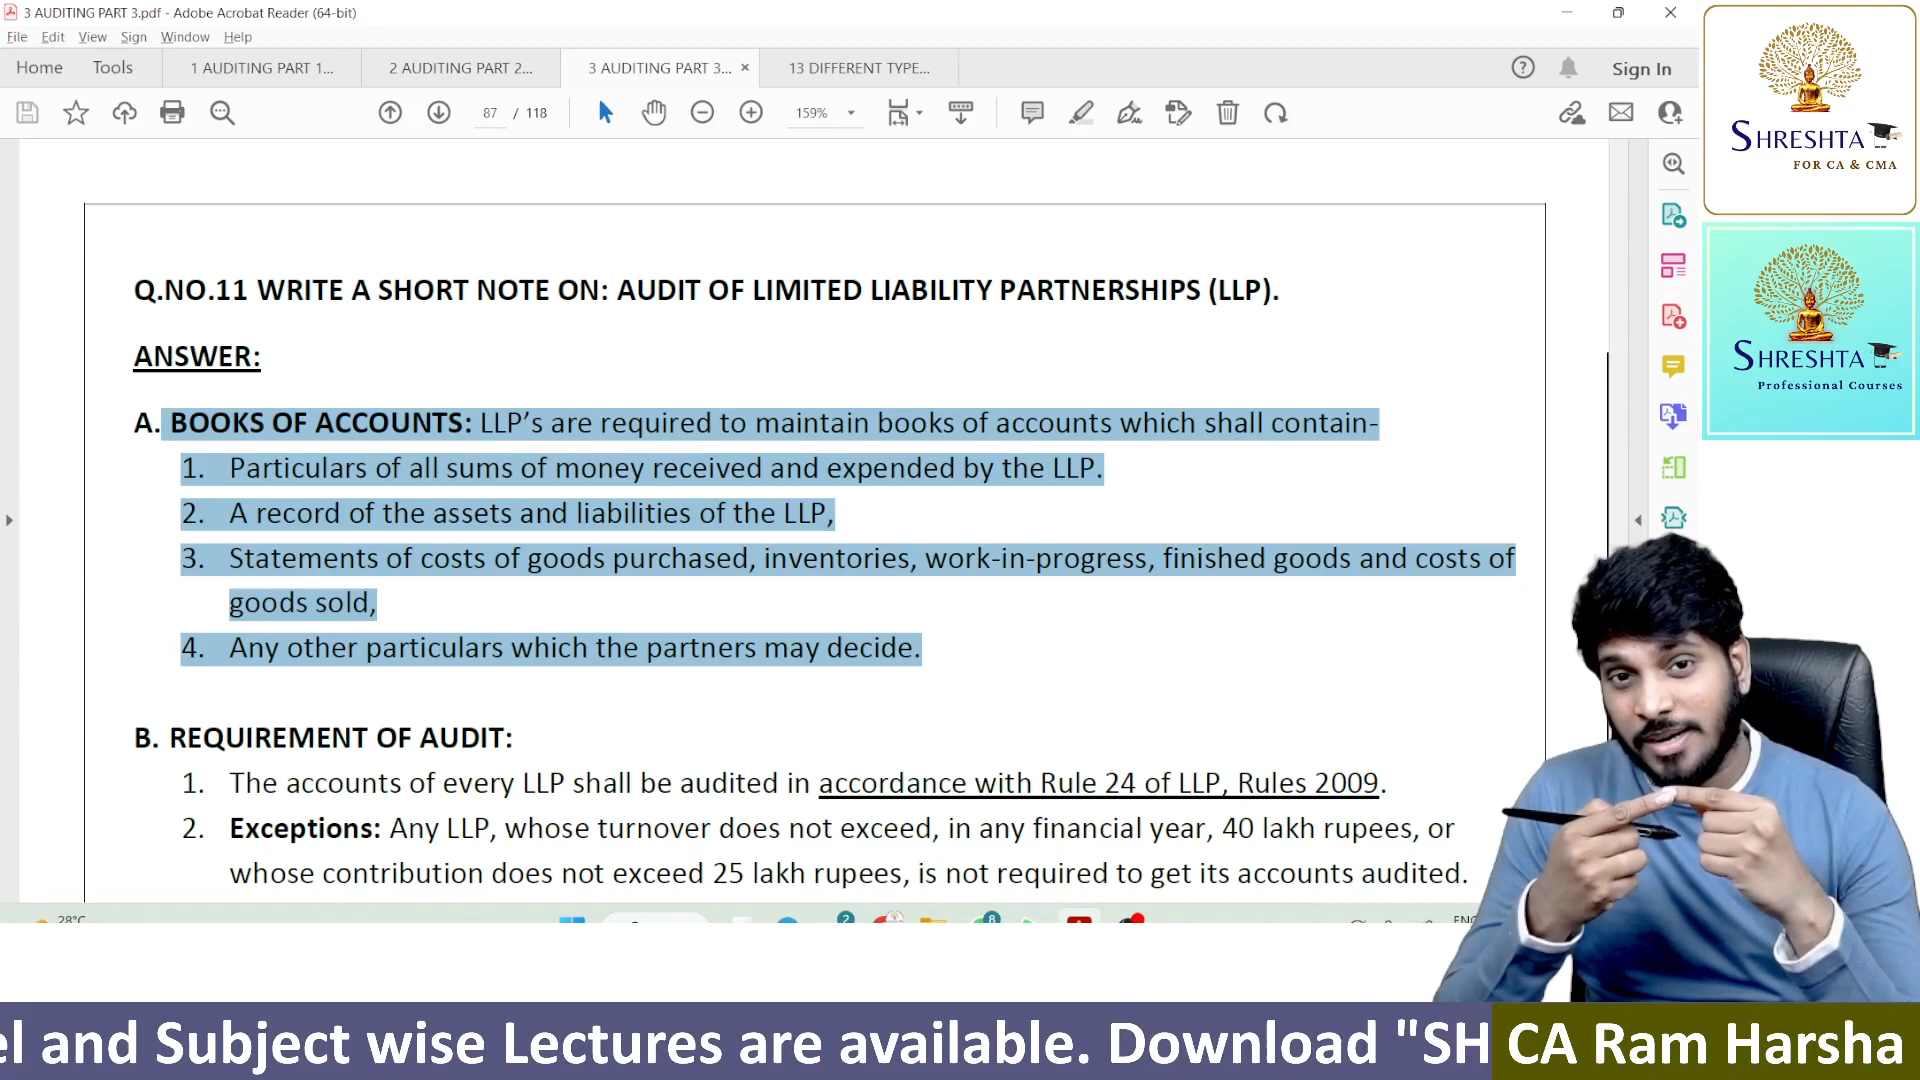 3 AUDITING PART 3.pdf - Adobe Acrobat Reader (64-bit)
File Edit View Sign Window Help
Home Tools 1 AUDITING PART 1... 2 AUDITING PART 2... 3 AUDITING PART 3... × 13 DIFFERENT TYPE... Sign In
87 / 118 159%
SHRESHTA
FOR CA & CMA
SHRESHTA
Professional Courses
Q.NO.11 WRITE A SHORT NOTE ON: AUDIT OF LIMITED LIABILITY PARTNERSHIPS (LLP).
ANSWER:
A. BOOKS OF ACCOUNTS: LLP’s are required to maintain books of accounts which shall contain-
1. Particulars of all sums of money received and expended by the LLP.
2. A record of the assets and liabilities of the LLP,
3. Statements of costs of goods purchased, inventories, work-in-progress, finished goods and costs of
goods sold,
4. Any other particulars which the partners may decide.
B. REQUIREMENT OF AUDIT:
1. The accounts of every LLP shall be audited in accordance with Rule 24 of LLP, Rules 2009.
2. Exceptions: Any LLP, whose turnover does not exceed, in any financial year, 40 lakh rupees, or
whose contribution does not exceed 25 lakh rupees, is not required to get its accounts audited.
28°C 2 8
el and Subject wise Lectures are available. Download "SH CA Ram Harsha